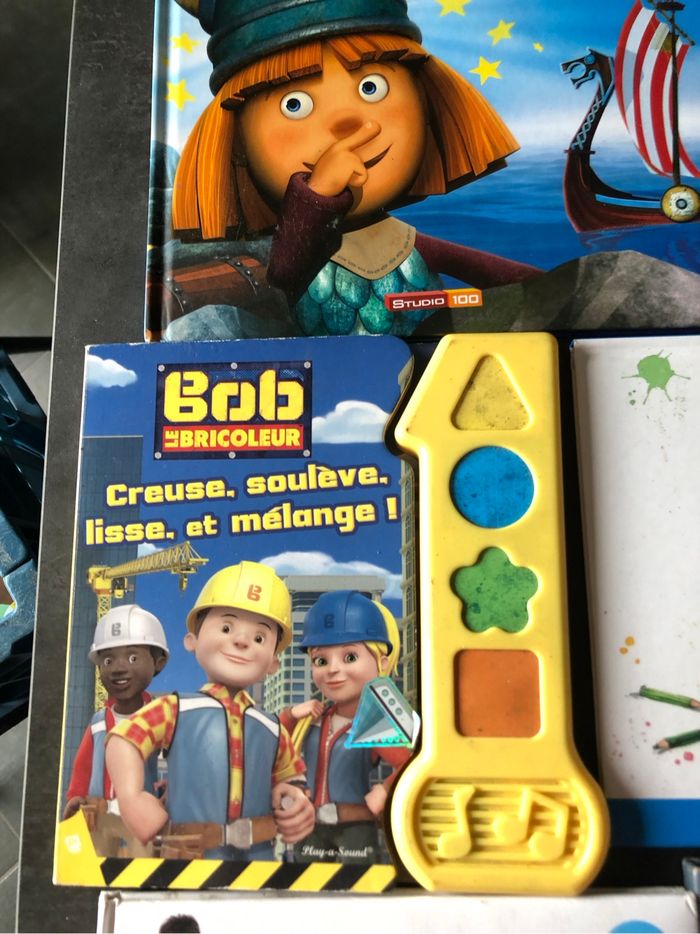 STUDIO 100
Bob
LE BRICOLEUR
Creuse, soulève,
lisse, et mélange !
B
B
B
Play-a-Sound®